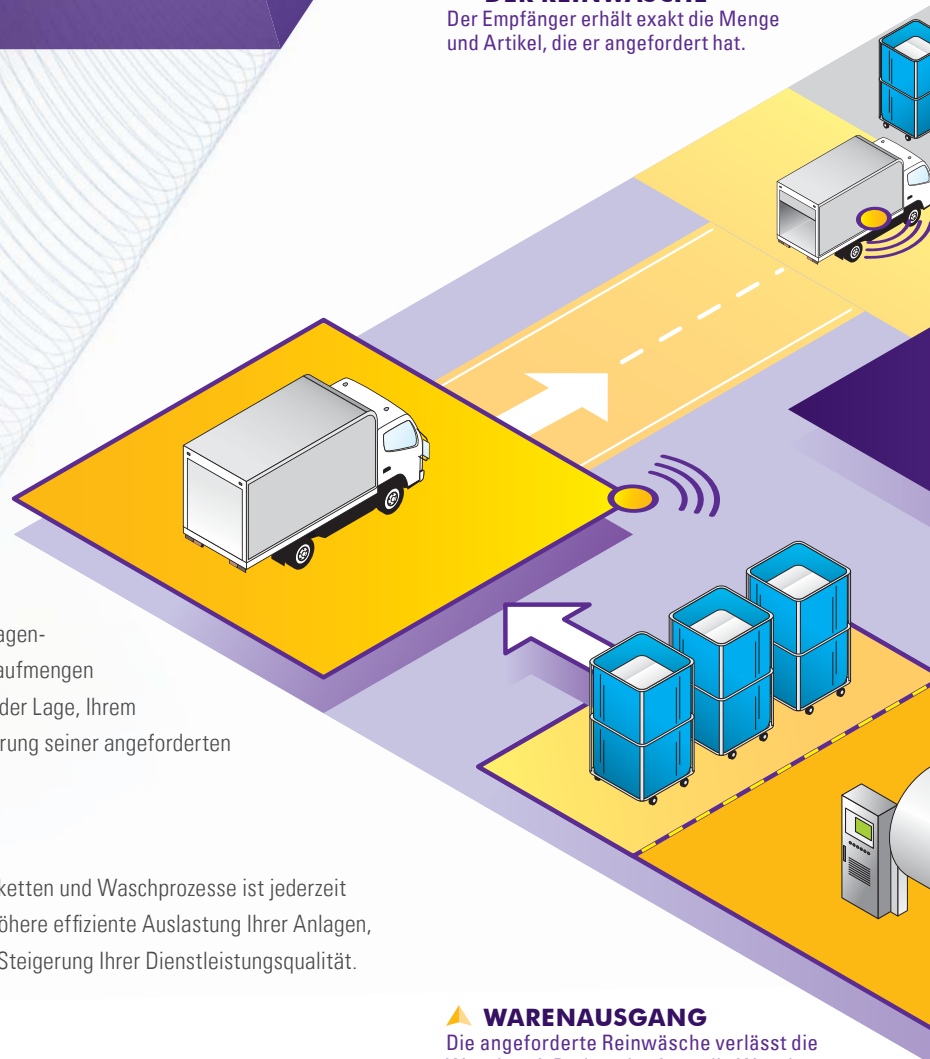 DER REINWÄSCHE
Der Empfänger erhält exakt die Menge
und Artikel, die er angefordert hat.
agen-
aufmengen
der Lage, Ihrem
rung seiner angeforderten
ketten und Waschprozesse ist jederzeit
öhere effiziente Auslastung Ihrer Anlagen,
Steigerung Ihrer Dienstleistungsqualität.
WARENAUSGANG
Die angeforderte Reinwäsche verlässt die